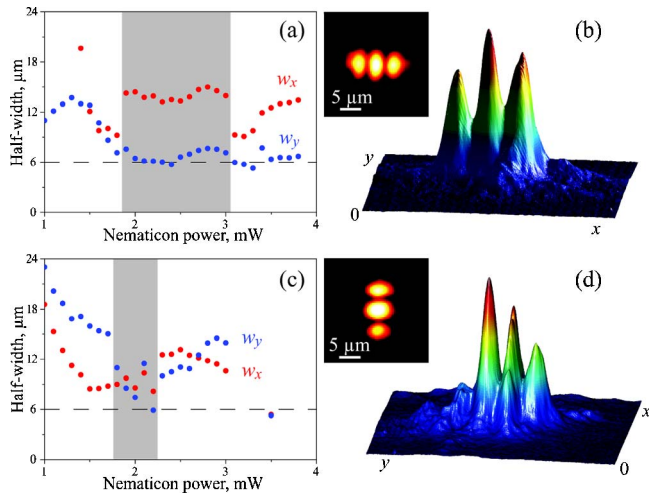 (a)
24
18
12
6
0
Half-width, µm
w_x
w_y
1 2 3 4
Nematicon power, mW
5 µm
(b)
y
0
x
(c)
24
18
12
6
0
Half-width, µm
w_y
w_x
1 2 3 4
Nematicon power, mW
5 µm
(d)
x
y
0